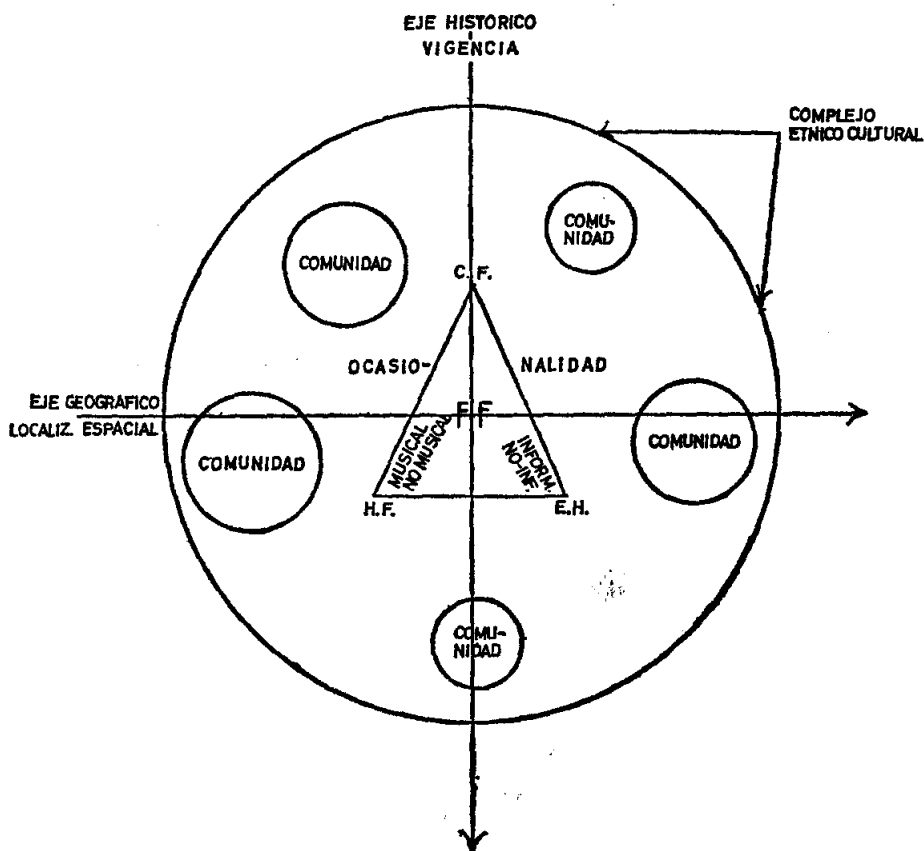 EJE HISTORICO
VIGENCIA
COMPLEJO
ETNICO CULTURAL
COMU-
NIDAD
COMUNIDAD
C. F.
OCASIO-
NALIDAD
EJE GEOGRÁFICO
LOCALIZ. ESPACIAL
F F
COMUNIDAD
COMUNIDAD
MUSICAL
NO MUSICAL
INFORM.
NO-INF.
H.F.
E.H.
COMU-
NIDAD